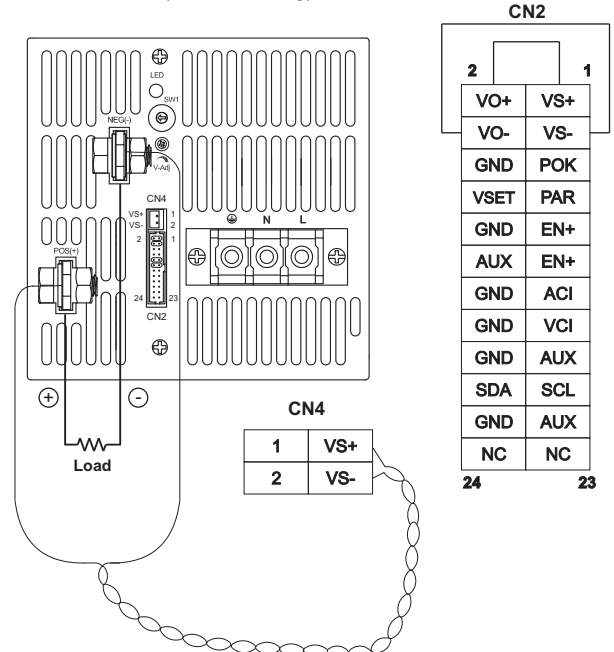 CN2
2 1
VO+ VS+
VO- VS-
GND POK
VSET PAR
GND EN+
AUX EN+
GND ACI
GND VCI
GND AUX
SDA SCL
GND AUX
NC NC
24 23
LED
SW1
NEG(-)
V-Adj
CN4
VS+ 1
VS- 2
2 1
N L
POS(+)
24 23
CN2
+ -
Load
CN4
1 VS+
2 VS-